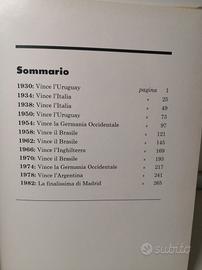 Sommario
1930: Vince l'Uruguay pagina 1
1934: Vince l'Italia » 25
1938: Vince l'Italia » 49
1950: Vince l'Uruguay » 73
1954: Vince la Germania Occidentale » 97
1958: Vince il Brasile » 121
1962: Vince il Brasile » 145
1966: Vince l'Inghilterra » 169
1970: Vince il Brasile » 193
1974: Vince la Germania Occidentale » 217
1978: Vince l'Argentina » 241
1982: La finalissima di Madrid » 265
subito